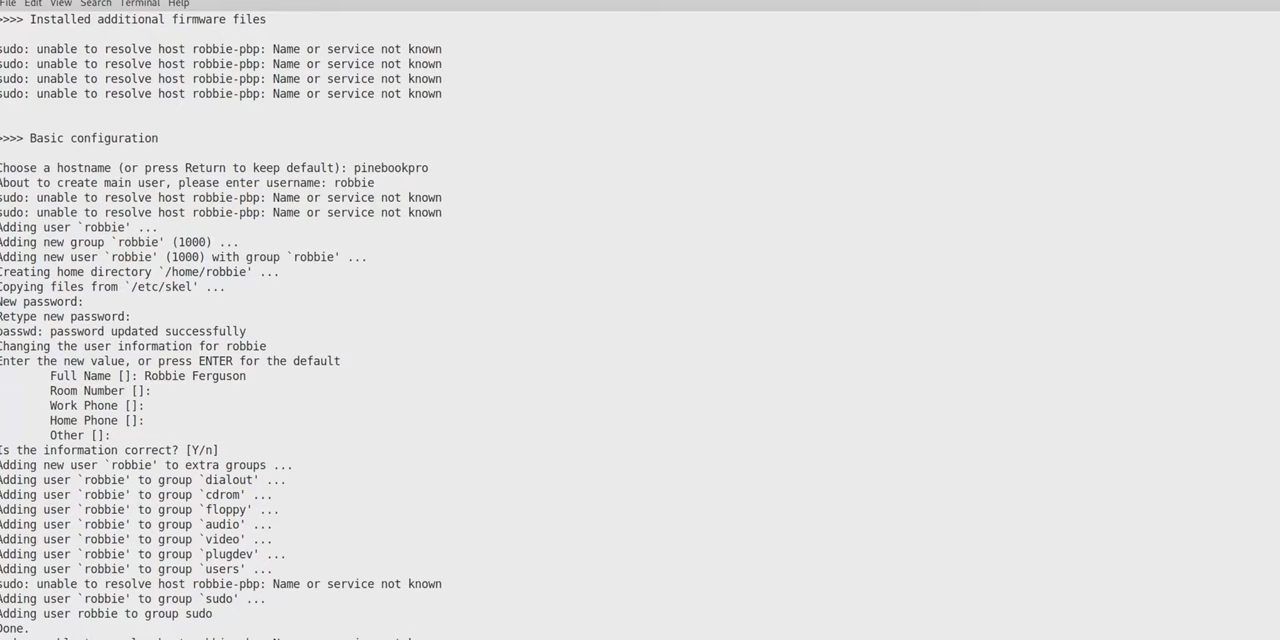 File Edit View Search Terminal Help
>>>> Installed additional firmware files
sudo: unable to resolve host robbie-pbp: Name or service not known
sudo: unable to resolve host robbie-pbp: Name or service not known
sudo: unable to resolve host robbie-pbp: Name or service not known
sudo: unable to resolve host robbie-pbp: Name or service not known
>>>> Basic configuration
Choose a hostname (or press Return to keep default): pinebookpro
About to create main user, please enter username: robbie
sudo: unable to resolve host robbie-pbp: Name or service not known
sudo: unable to resolve host robbie-pbp: Name or service not known
Adding user `robbie' ...
Adding new group `robbie' (1000) ...
Adding new user `robbie' (1000) with group `robbie' ...
Creating home directory `/home/robbie' ...
Copying files from `/etc/skel' ...
New password:
Retype new password:
passwd: password updated successfully
Changing the user information for robbie
Enter the new value, or press ENTER for the default
Full Name []: Robbie Ferguson
Room Number []:
Work Phone []:
Home Phone []:
Other []:
Is the information correct? [Y/n]
Adding new user `robbie' to extra groups ...
Adding user `robbie' to group `dialout' ...
Adding user `robbie' to group `cdrom' ...
Adding user `robbie' to group `floppy' ...
Adding user `robbie' to group `audio' ...
Adding user `robbie' to group `video' ...
Adding user `robbie' to group `plugdev' ...
Adding user `robbie' to group `users' ...
sudo: unable to resolve host robbie-pbp: Name or service not known
Adding user `robbie' to group `sudo' ...
Adding user robbie to group sudo
Done.